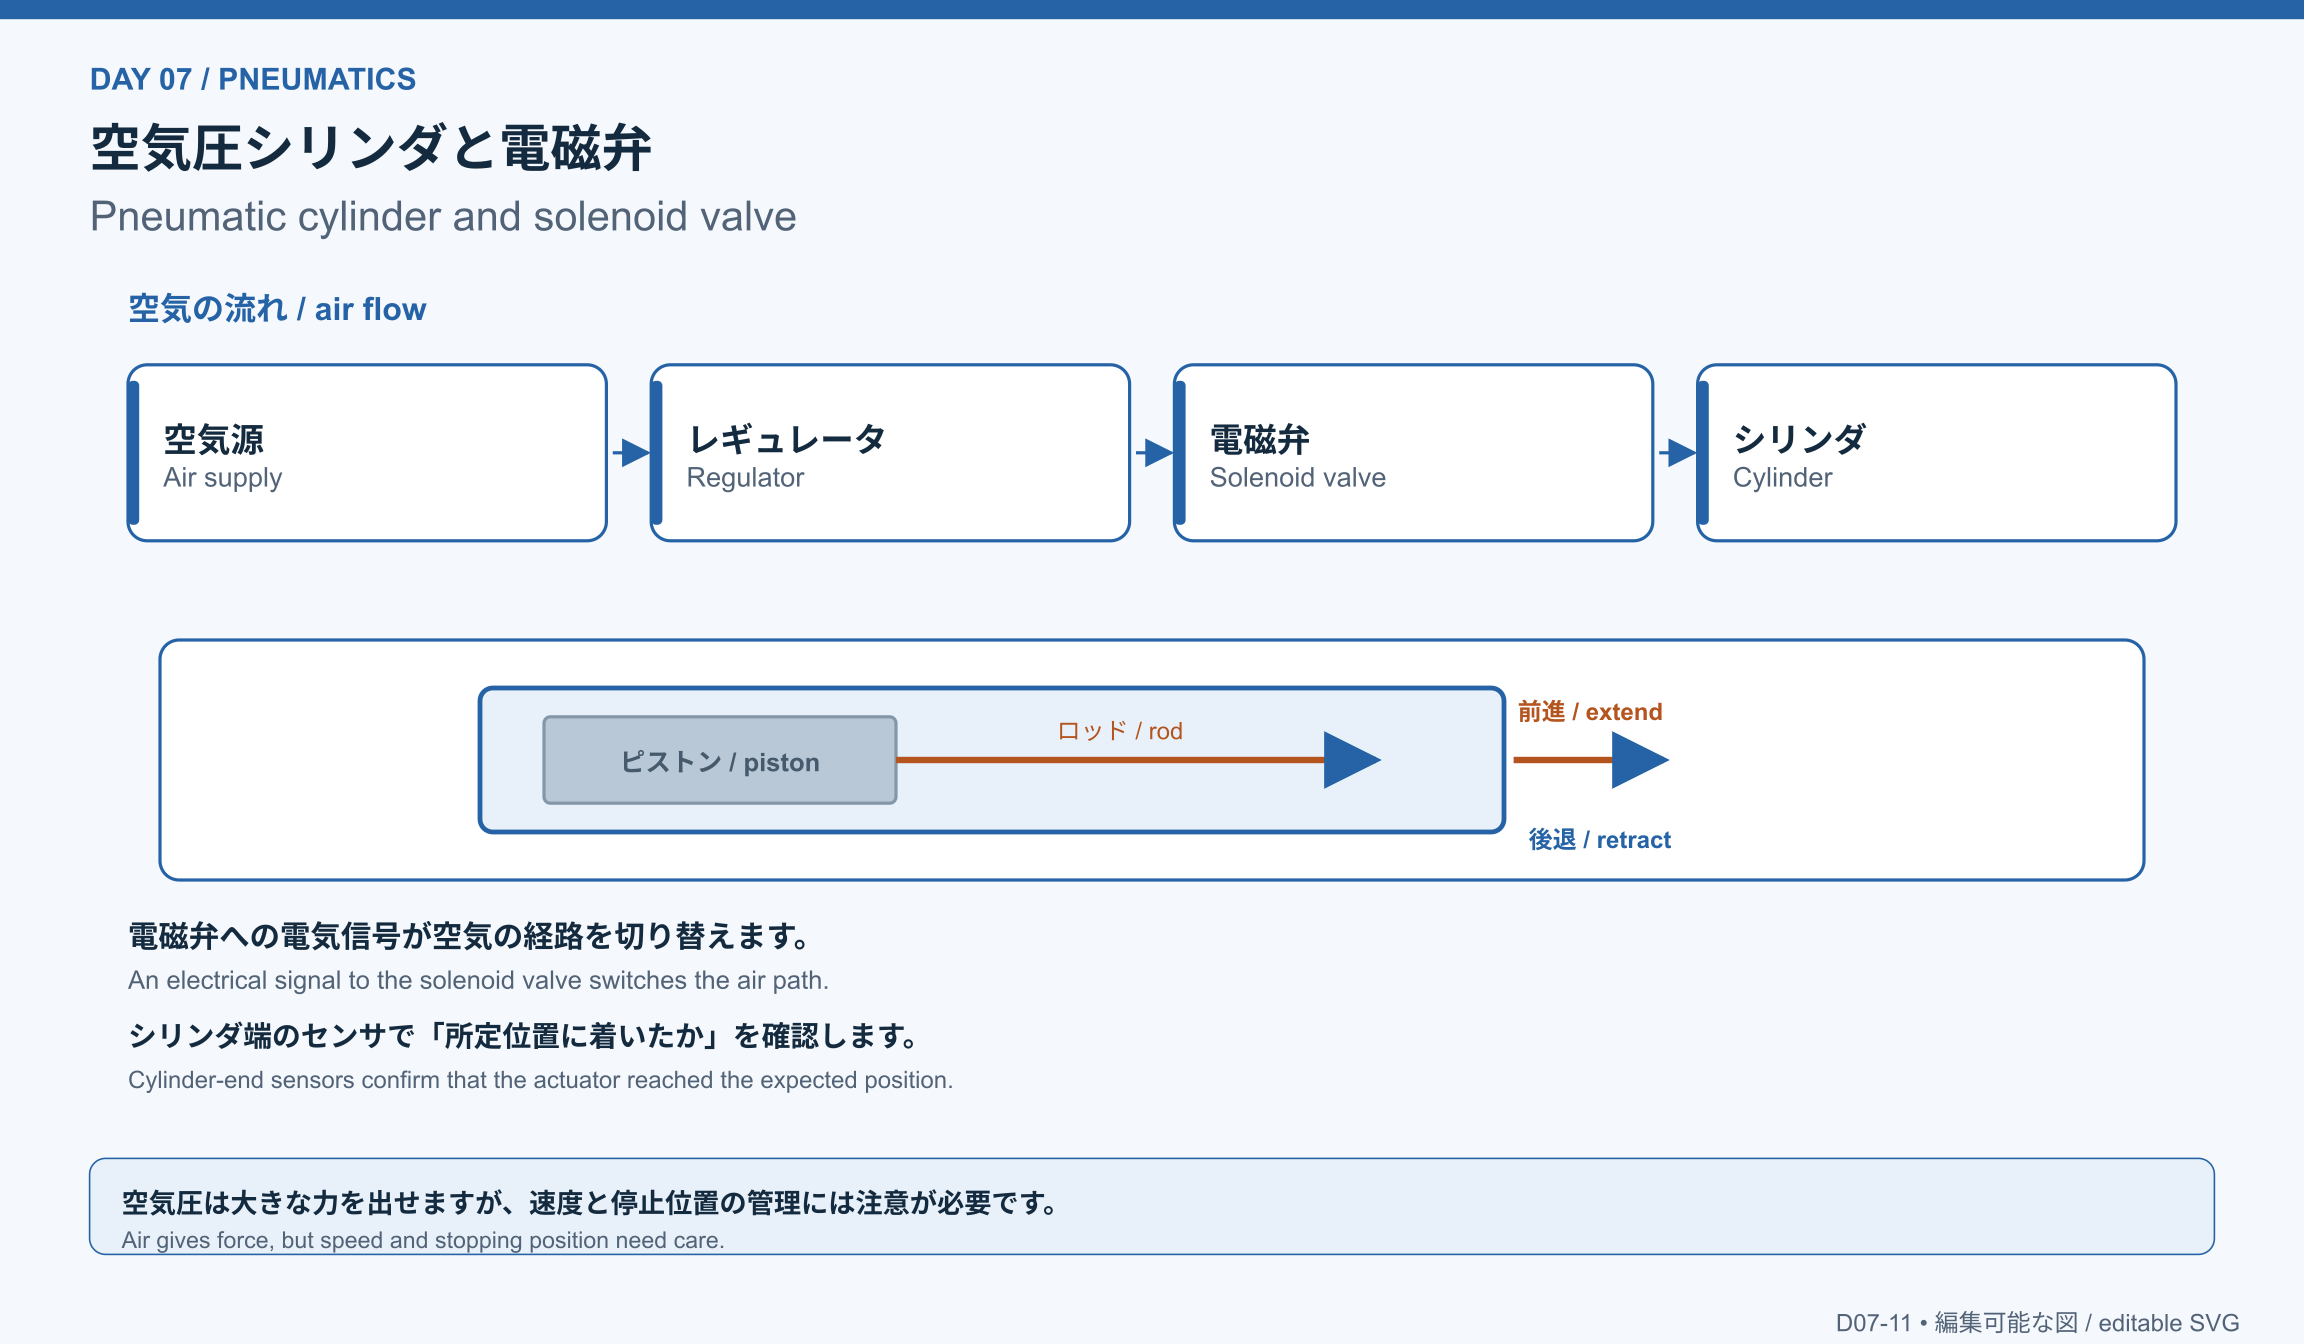 DAY 07 / PNEUMATICS
空気圧シリンダと電磁弁
Pneumatic cylinder and solenoid valve
空気の流れ / air flow
空気源
Air supply
レギュレータ
Regulator
電磁弁
Solenoid valve
シリンダ
Cylinder
ピストン / piston
ロッド / rod
前進 / extend
後退 / retract
電磁弁への電気信号が空気の経路を切り替えます。
An electrical signal to the solenoid valve switches the air path.
シリンダ端のセンサで「所定位置に着いたか」を確認します。
Cylinder-end sensors confirm that the actuator reached the expected position.
空気圧は大きな力を出せますが、速度と停止位置の管理には注意が必要です。
Air gives force, but speed and stopping position need care.
D07-11 • 編集可能な図 / editable SVG